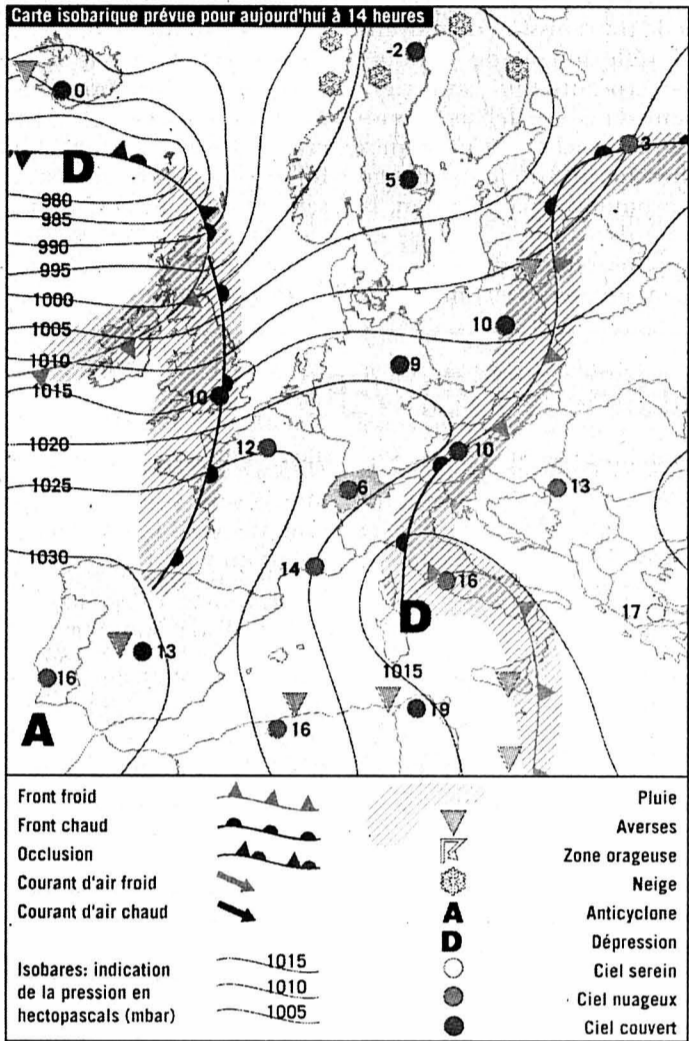 Carte isobarique prévue pour aujourd'hui à 14 heures
-2
0
3
D
5
980
985
990
995
1000
1005
10
1010
9
1015
10
1020
12
10
1025
6
13
1030
14
16
D
17
13
1015
16
19
A
16
Front froid
Front chaud
Occlusion
Courant d'air froid
Courant d'air chaud
Isobares: indication
de la pression en
hectopascals (mbar)
1015
1010
1005
Pluie
Averses
Zone orageuse
Neige
A Anticyclone
D Dépression
Ciel serein
Ciel nuageux
Ciel couvert